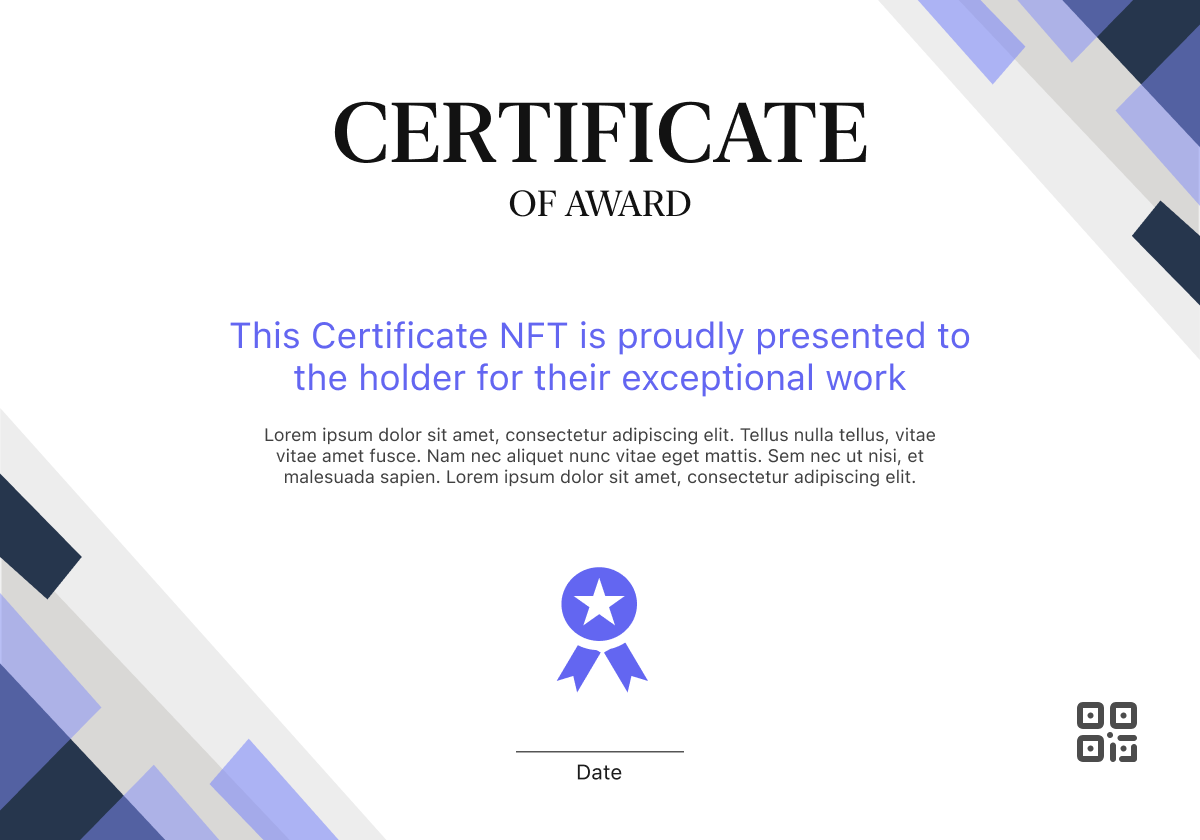 CERTIFICATE
OF AWARD
This Certificate NFT is proudly presented to
the holder for their exceptional work
Lorem ipsum dolor sit amet, consectetur adipiscing elit. Tellus nulla tellus, vitae
vitae amet fusce. Nam nec aliquet nunc vitae eget mattis. Sem nec ut nisi, et
malesuada sapien. Lorem ipsum dolor sit amet, consectetur adipiscing elit.
Date